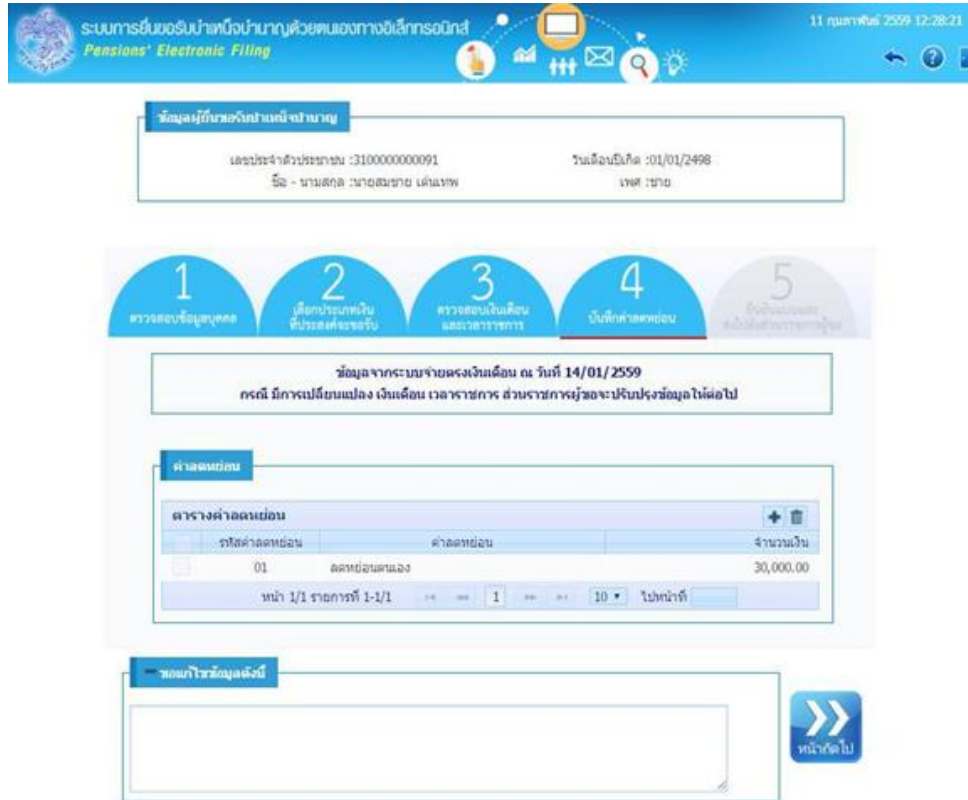 ระบบการยื่นขอรับบำเหน็จบำนาญด้วยตนเองทางอิเล็กทรอนิกส์
Pensions' Electronic Filing
11 กุมภาพันธ์ 2559 12:28:21
ข้อมูลผู้ยื่นขอรับบำเหน็จบำนาญ
เลขประจำตัวประชาชน :3100000000091 วันเดือนปีเกิด :01/01/2498
ชื่อ - นามสกุล :นายสมชาย เด่นเทพ เพศ :ชาย
1 2 3 4 5
ตรวจสอบข้อมูลบุคคล
เลือกประเภทเงิน
ที่ประสงค์จะขอรับ
ตรวจสอบเงินเดือน
และเวลาราชการ
บันทึกค่าลดหย่อน
ข้อมูลจากระบบจ่ายตรงเงินเดือน ณ วันที่ 14/01/2559
กรณี มีการเปลี่ยนแปลง เงินเดือน เวลาราชการ ส่วนราชการผู้ขอจะปรับปรุงข้อมูลให้ต่อไป
ค่าลดหย่อน
ตารางค่าลดหย่อน
รหัสค่าลดหย่อน ค่าลดหย่อน จำนวนเงิน
01 ลดหย่อนตนเอง 30,000.00
หน้า 1/1 รายการที่ 1-1/1 1 10 ไปหน้าที่
ขอแก้ไขข้อมูลดังนี้
หน้าถัดไป